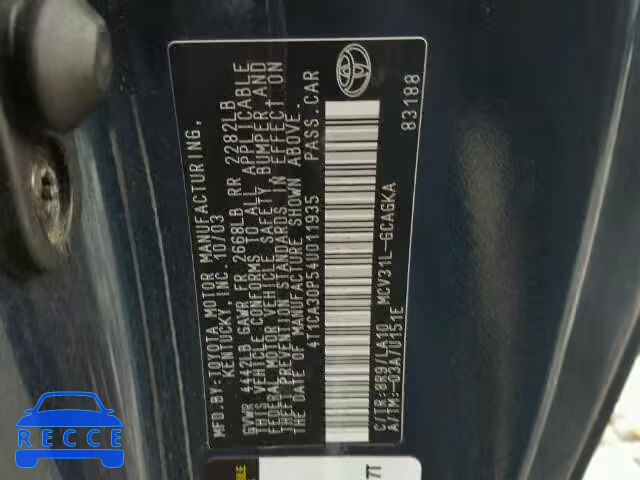 MFD.BY:TOYOTA MOTOR MANUFACTURING,
KENTUCKY, INC. 10/03
GVWR 4442LB GAWR FR 2668LB RR 2282LB
THIS VEHICLE CONFORMS TO ALL APPLICABLE
FEDERAL MOTOR VEHICLE SAFETY, BUMPER, AND
THEFT PREVENTION STANDARDS IN EFFECT ON
THE DATE OF MANUFACTURE SHOWN ABOVE.
4T1CA30P54U011935 PASS.CAR
C/TR:8R9/LA10 MCV31L-GCAGKA
A/TM:-03A/U151E
83188
RECCE